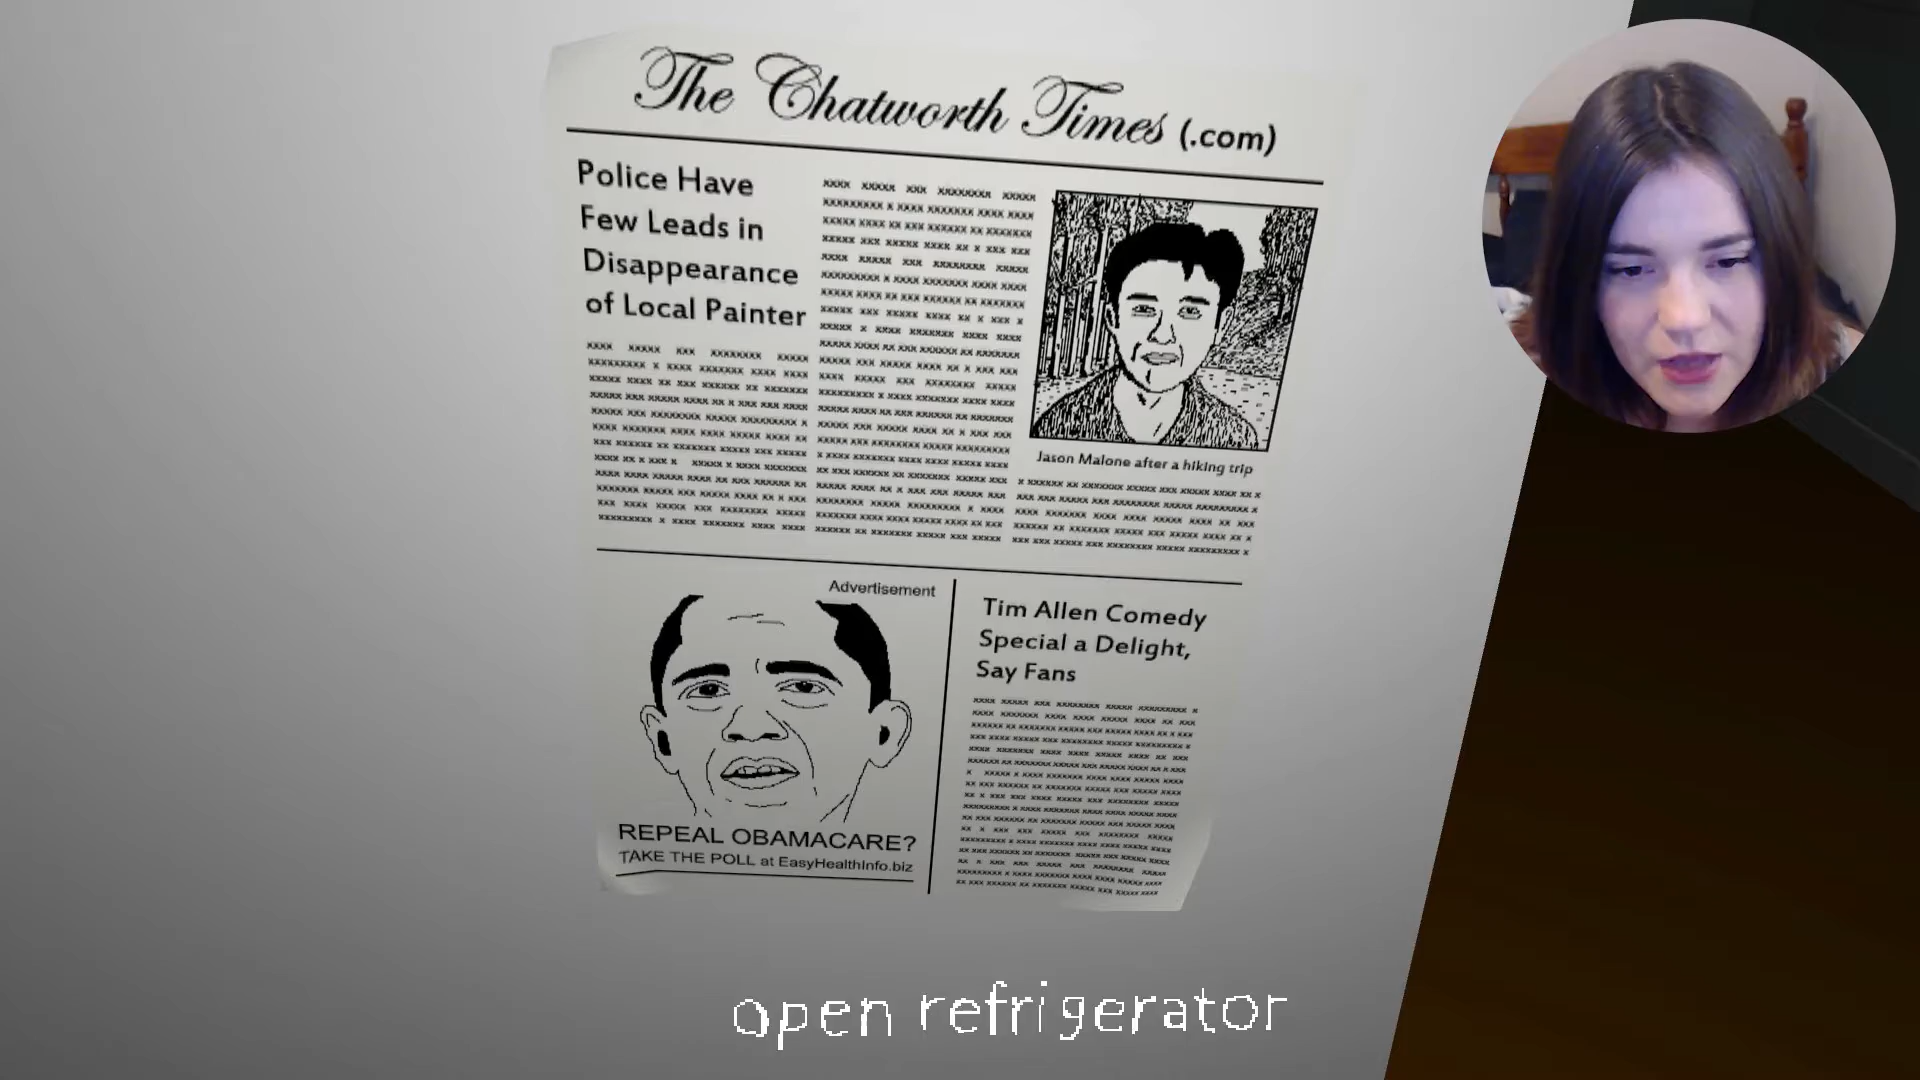 The Chatworth Times (.com)
Police Have
Few Leads in
Disappearance
of Local Painter
Jason Malone after a hiking trip
Advertisement
REPEAL OBAMACARE?
TAKE THE POLL at EasyHealthInfo.biz
Tim Allen Comedy
Special a Delight,
Say Fans
open refrigerator